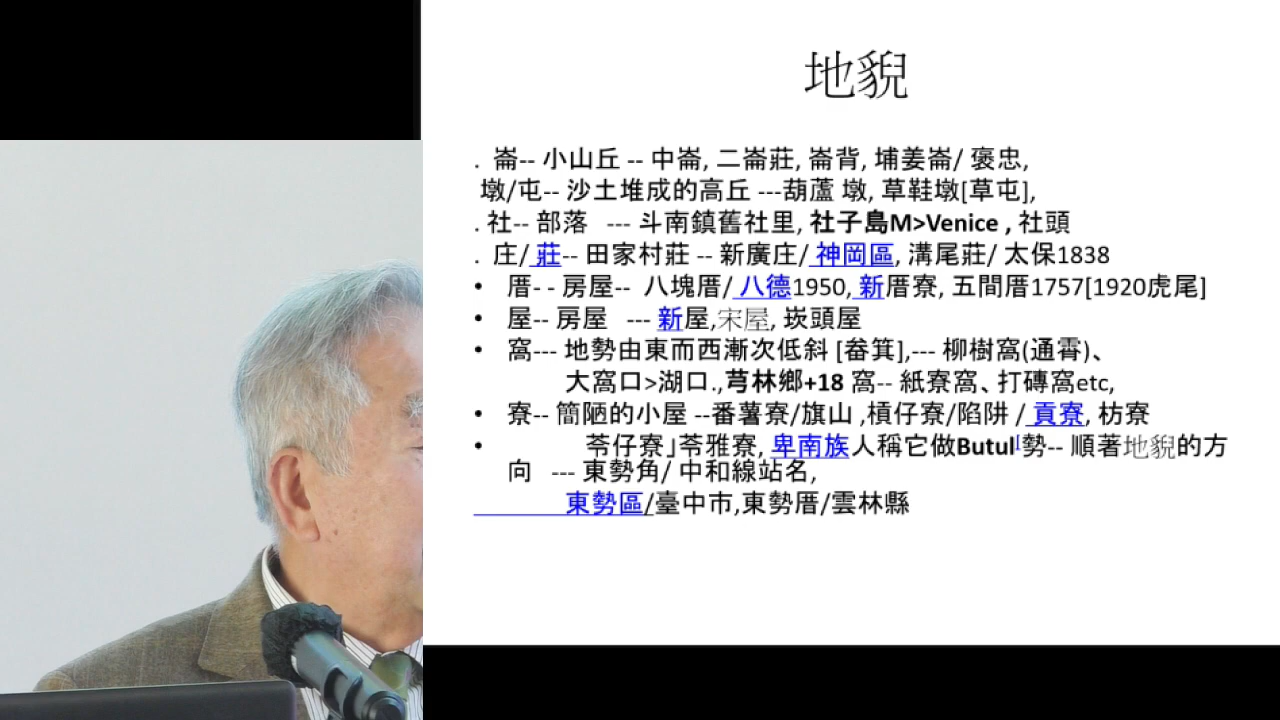 地貌
. 崙-- 小山丘 -- 中崙, 二崙莊, 崙背, 埔姜崙/ 褒忠,
墩/屯-- 沙土堆成的高丘 ---葫蘆 墩, 草鞋墩[草屯],
. 社-- 部落 --- 斗南鎮舊社里, 社子島M>Venice , 社頭
. 庄/ 莊-- 田家村莊 -- 新廣庄/ 神岡區, 溝尾莊/ 太保1838
• 厝- - 房屋-- 八塊厝/ 八德1950, 新厝寮, 五間厝1757[1920虎尾]
• 屋-- 房屋 --- 新屋,宋屋, 崁頭屋
• 窩--- 地勢由東而西漸次低斜 [畚箕],--- 柳樹窩(通霄)、
大窩口>湖口.,芎林鄉+18 窩-- 紙寮窩、打磚窩etc,
• 寮-- 簡陋的小屋 --番薯寮/旗山 ,槓仔寮/陷阱 / 貢寮, 枋寮
• 苓仔寮」苓雅寮, 卑南族人稱它做Butul[勢-- 順著地貌的方
向 --- 東勢角/ 中和線站名,
東勢區/臺中市,東勢厝/雲林縣